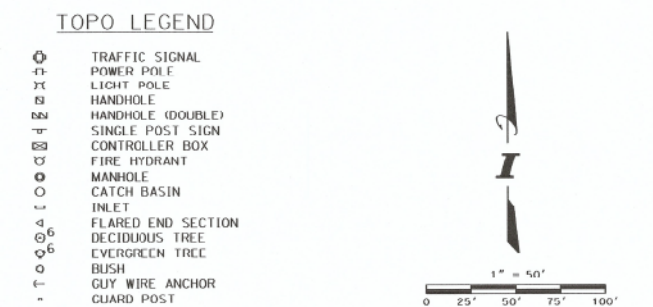 TOPO LEGEND
TRAFFIC SIGNAL
POWER POLE
LIGHT POLE
HANDHOLE
HANDHOLE (DOUBLE)
SINGLE POST SIGN
CONTROLLER BOX
FIRE HYDRANT
MANHOLE
CATCH BASIN
INLET
FLARED END SECTION
6 DECIDUOUS TREE
6 EVERGREEN TREE
BUSH
GUY WIRE ANCHOR
GUARD POST
1" = 50'
0 25' 50' 75' 100'